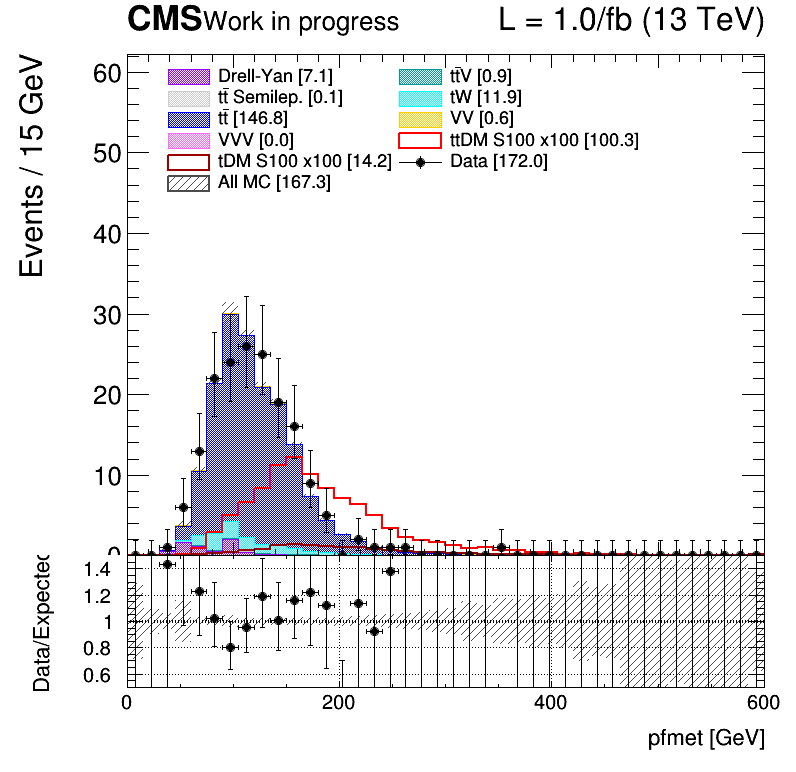 CMS Work in progress L = 1.0/fb (13 TeV)
Events / 15 GeV
60
50
40
30
20
10
0
Drell-Yan [7.1] tt̄V [0.9]
tt̄ Semilep. [0.1] tW [11.9]
tt̄ [146.8] VV [0.6]
VVV [0.0] ttDM S100 x100 [100.3]
tDM S100 x100 [14.2] Data [172.0]
All MC [167.3]
Data/Expected
1.4
1.2
1
0.8
0.6
0 200 400 600
pfmet [GeV]